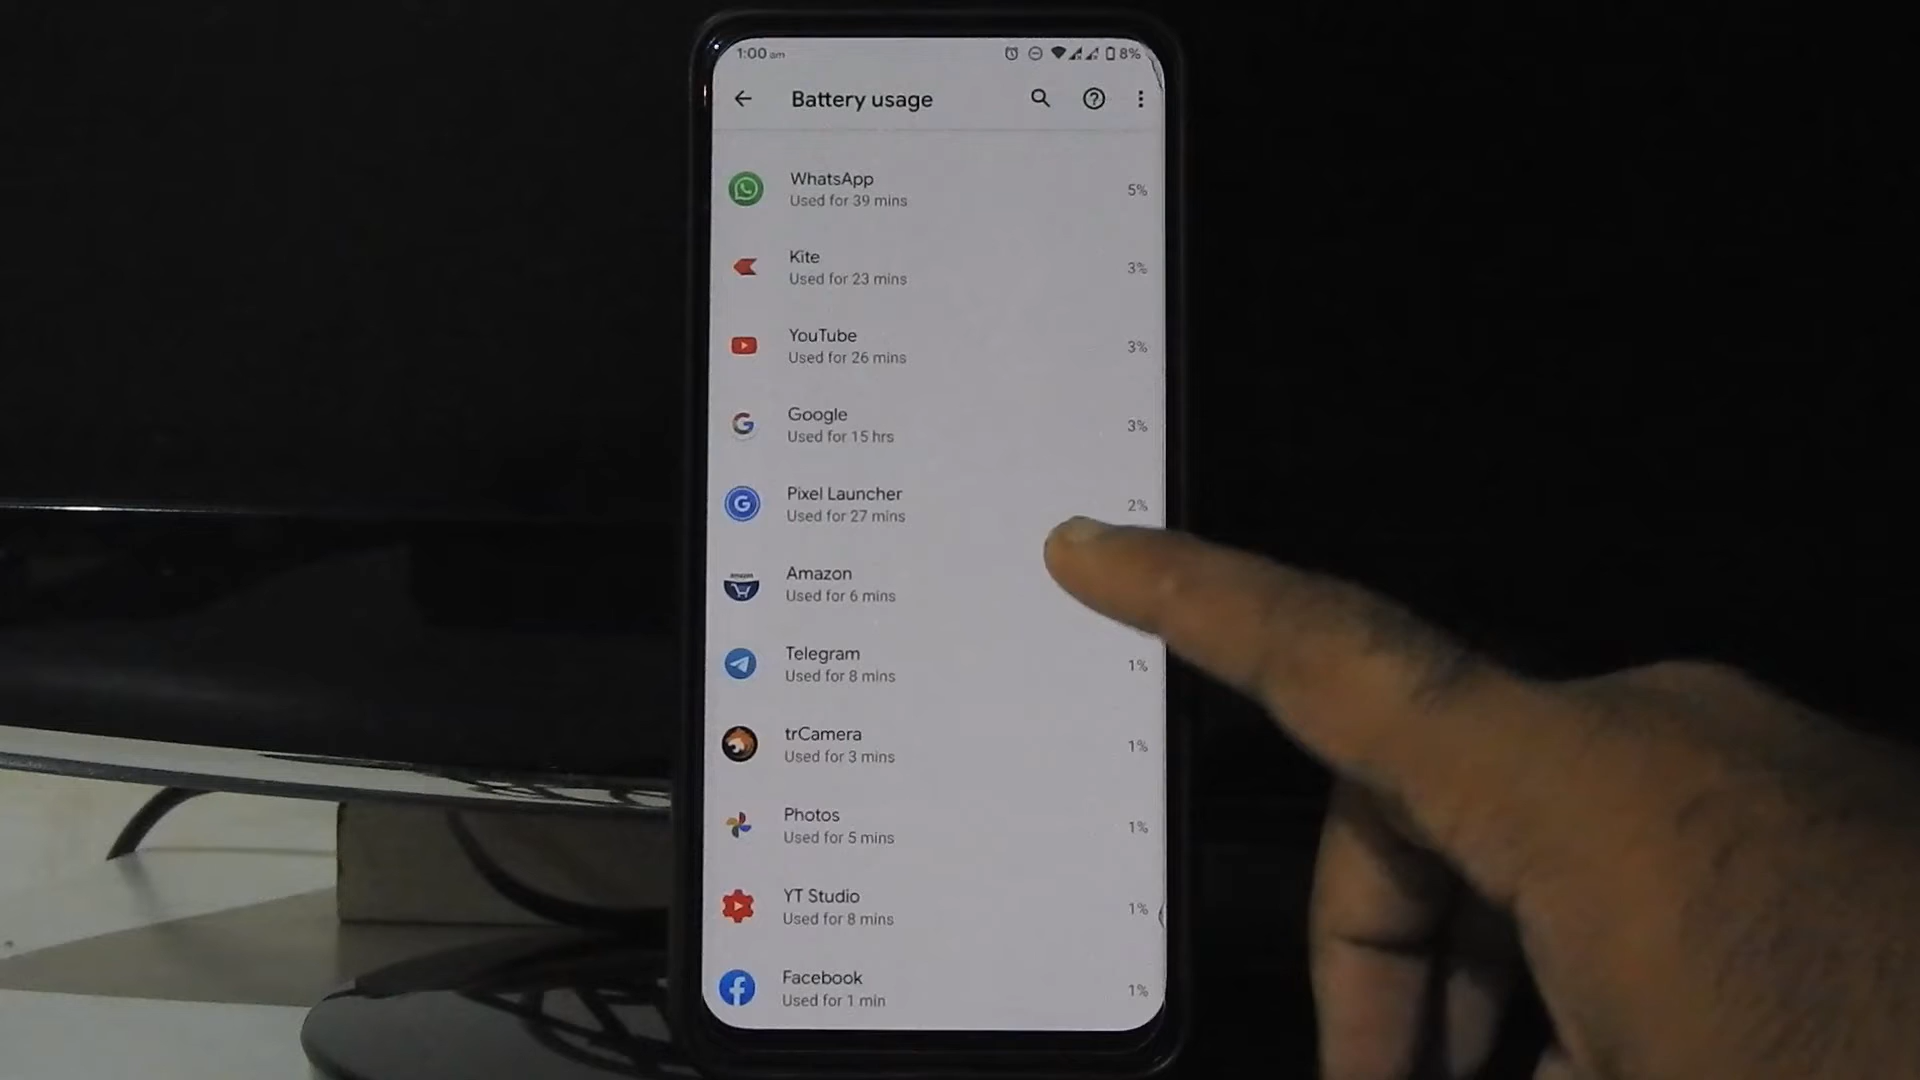 1:00 am
8%
Battery usage
WhatsApp
Used for 39 mins
5%
Kite
Used for 23 mins
3%
YouTube
Used for 26 mins
3%
Google
Used for 15 hrs
3%
Pixel Launcher
Used for 27 mins
2%
amazon
Amazon
Used for 6 mins
Telegram
Used for 8 mins
1%
trCamera
Used for 3 mins
1%
Photos
Used for 5 mins
1%
YT Studio
Used for 8 mins
1%
Facebook
Used for 1 min
1%